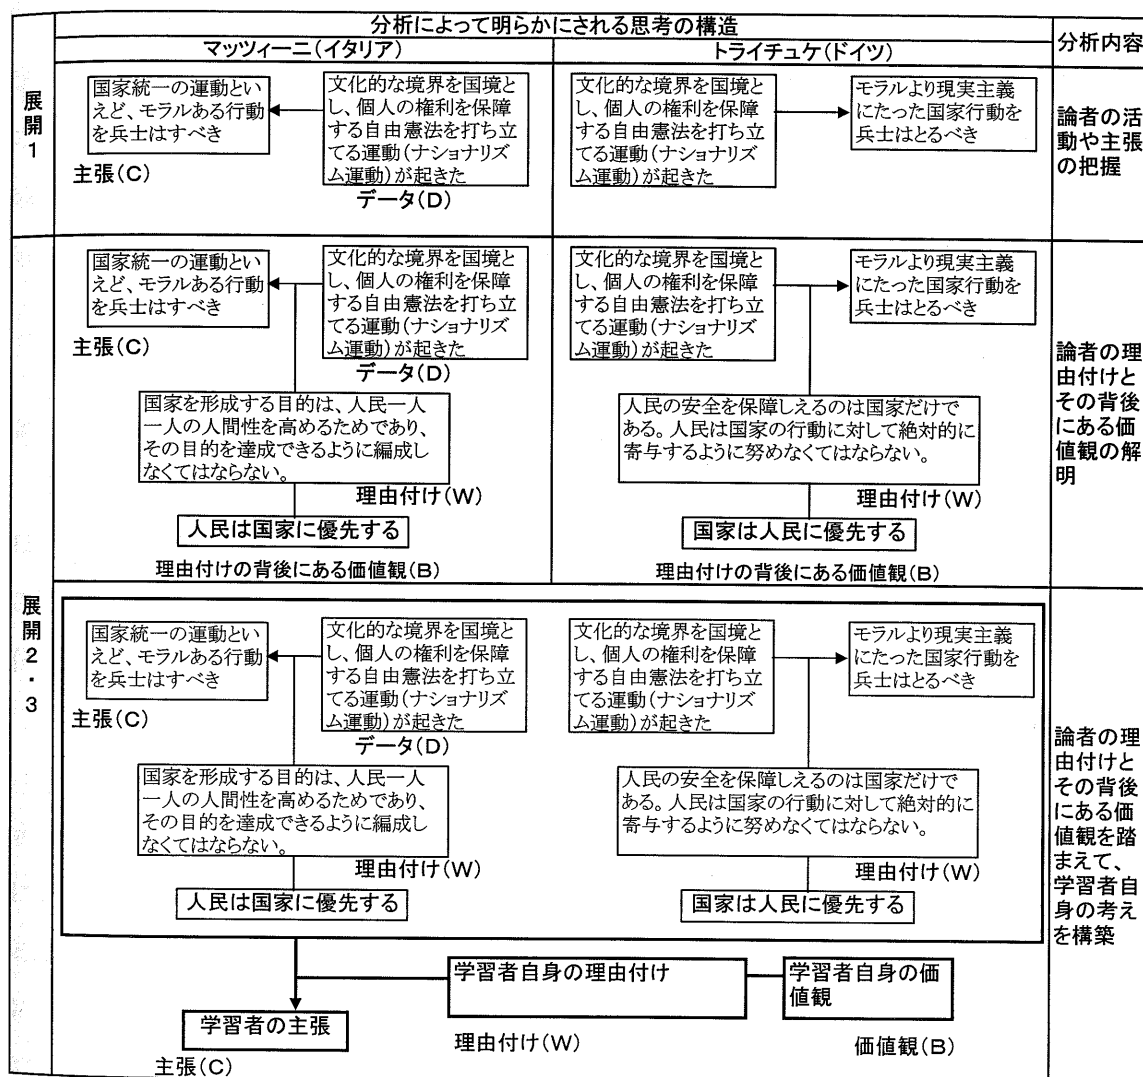 分析によって明らかにされる思考の構造
分析内容
マッツィーニ(イタリア)
トライチュケ(ドイツ)
展開1
国家統一の運動とい
えど、モラルある行動
を兵士はすべき
主張(C)
文化的な境界を国境と
し、個人の権利を保障
する自由憲法を打ち立
てる運動(ナショナリズ
ム運動)が起きた
データ(D)
文化的な境界を国境と
し、個人の権利を保障
する自由憲法を打ち立
てる運動(ナショナリズ
ム運動)が起きた
モラルより現実主義
にたった国家行動を
兵士はとるべき
論者の活
動や主張
の把握
展開2・3
国家統一の運動とい
えど、モラルある行動
を兵士はすべき
主張(C)
文化的な境界を国境と
し、個人の権利を保障
する自由憲法を打ち立
てる運動(ナショナリズ
ム運動)が起きた
データ(D)
国家を形成する目的は、人民一人
一人の人間性を高めるためであり、
その目的を達成できるように編成し
なくてはならない。
理由付け(W)
人民は国家に優先する
理由付けの背後にある価値観(B)
文化的な境界を国境と
し、個人の権利を保障
する自由憲法を打ち立
てる運動(ナショナリズ
ム運動)が起きた
モラルより現実主義
にたった国家行動を
兵士はとるべき
人民の安全を保障しえるのは国家だけで
ある。人民は国家の行動に対して絶対的に
寄与するように努めなくてはならない。
理由付け(W)
国家は人民に優先する
理由付けの背後にある価値観(B)
論者の理
由付けと
その背後
にある価
値観の解
明
国家統一の運動とい
えど、モラルある行動
を兵士はすべき
主張(C)
文化的な境界を国境と
し、個人の権利を保障
する自由憲法を打ち立
てる運動(ナショナリズ
ム運動)が起きた
データ(D)
国家を形成する目的は、人民一人
一人の人間性を高めるためであり、
その目的を達成できるように編成し
なくてはならない。
理由付け(W)
人民は国家に優先する
文化的な境界を国境と
し、個人の権利を保障
する自由憲法を打ち立
てる運動(ナショナリズ
ム運動)が起きた
モラルより現実主義
にたった国家行動を
兵士はとるべき
人民の安全を保障しえるのは国家だけで
ある。人民は国家の行動に対して絶対的に
寄与するように努めなくてはならない。
理由付け(W)
国家は人民に優先する
論者の理
由付けと
その背後
にある価
値観を踏
まえて、
学習者自
身の考え
を構築
学習者自身の理由付け
学習者自身の価
値観
学習者の主張
主張(C)
理由付け(W)
価値観(B)